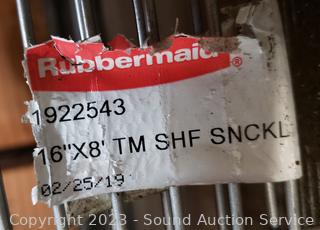 Rubbermaid ®
1922543
16"X8' TM SHF SNCKL
02/25/19
Copyright 2023 - Sound Auction Service